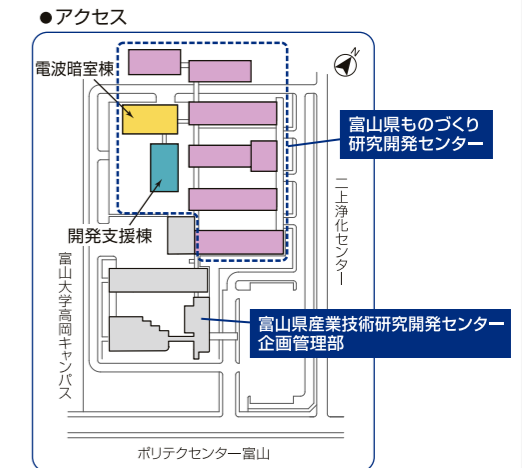 ●アクセス
N
電波暗室棟
富山県ものづくり
研究開発センター
二上浄化センター
開発支援棟
富山大学高岡キャンパス
富山県産業技術研究開発センター
企画管理部
ポリテクセンター富山